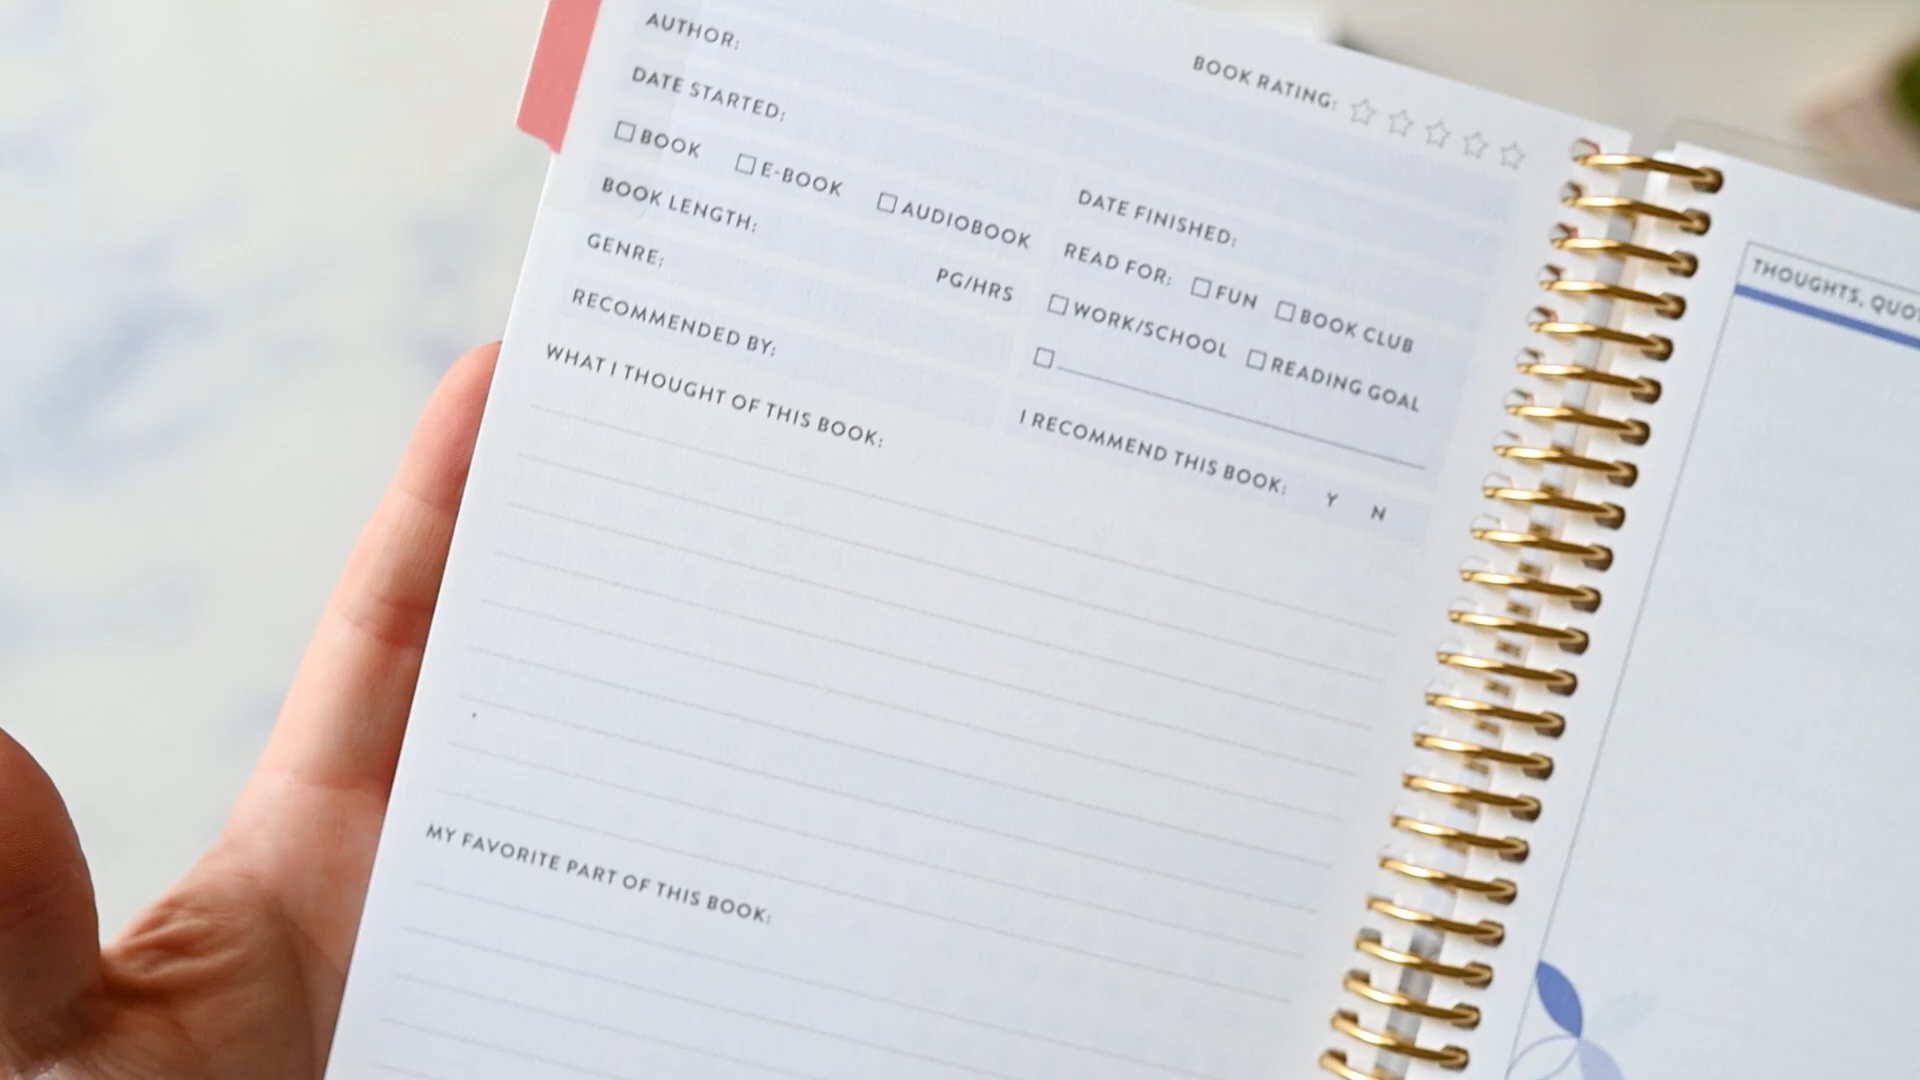 AUTHOR:
BOOK RATING:
DATE STARTED:
DATE FINISHED:
BOOK E-BOOK AUDIOBOOK
READ FOR: FUN BOOK CLUB
BOOK LENGTH: PG/HRS
WORK/SCHOOL READING GOAL
GENRE:
RECOMMENDED BY:
I RECOMMEND THIS BOOK: Y N
WHAT I THOUGHT OF THIS BOOK:
MY FAVORITE PART OF THIS BOOK:
THOUGHTS,